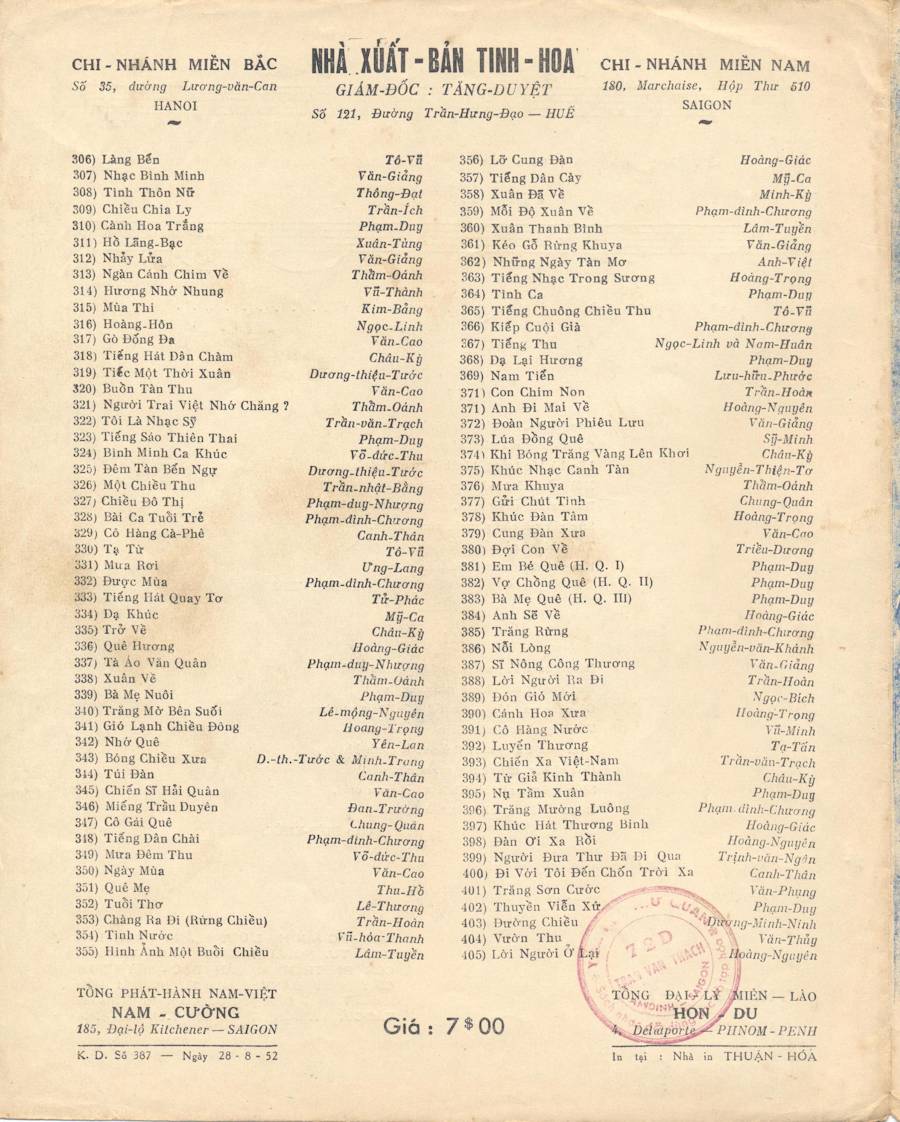 CHI - NHÁNH MIỀN BẮC
Số 35, đường Lương-văn-Can
HANOI
NHÀ XUẤT - BẢN TINH - HOA
GIÁM-ĐỐC : TĂNG-DUYỆT
Số 121, Đường Trần-Hưng-Đạo — HUẾ
CHI - NHÁNH MIỀN NAM
180, Marchaise, Hộp Thư 510
SAIGON
306) Làng Bến Tô-Vũ
307) Nhạc Bình Minh Văn-Giảng
308) Tình Thôn Nữ Thông-Đạt
309) Chiều Chia Ly Trần-Ích
310) Cành Hoa Trắng Phạm-Duy
311) Hồ Lãng-Bạc Xuân-Tùng
312) Nhảy Lửa Văn-Giảng
313) Ngàn Cánh Chim Về Thẩm-Oánh
314) Hương Nhớ Nhung Vũ-Thành
315) Mùa Thi Kim-Bảng
316) Hoàng-Hôn Ngọc-Linh
317) Gò Đống Đa Văn-Cao
318) Tiếng Hát Dân Chàm Châu-Kỳ
319) Tiếc Một Thời Xuân Dương-thiệu-Tước
320) Buồn Tàn Thu Văn-Cao
321) Người Trai Việt Nhớ Chăng ? Thẩm-Oánh
322) Tôi Là Nhạc Sỹ Trần-văn-Trạch
323) Tiếng Sáo Thiên Thai Phạm-Duy
324) Bình Minh Ca Khúc Võ-đức-Thu
325) Đêm Tàn Bến Ngự Dương-thiệu-Tước
326) Một Chiều Thu Trần-nhật-Bằng
327) Chiều Đô Thị Phạm-duy-Nhượng
328) Bài Ca Tuổi Trẻ Phạm-đình-Chương
329) Cô Hàng Cà-Phê Canh-Thân
330) Tạ Từ Tô-Vũ
331) Mưa Rơi Ưng-Lang
332) Được Mùa Phạm-đình-Chương
333) Tiếng Hát Quay Tơ Tử-Phác
334) Dạ Khúc Mỹ-Ca
335) Trở Về Châu-Kỳ
336) Quê Hương Hoàng-Giác
337) Tà Áo Văn Quân Phạm-duy-Nhượng
338) Xuân Về Thẩm-Oánh
339) Bà Mẹ Nuôi Phạm-Duy
340) Trăng Mờ Bên Suối Lê-mộng-Nguyên
341) Gió Lạnh Chiều Đông Hoàng-Trọng
342) Nhớ Quê Yên-Lan
343) Bóng Chiều Xưa D.-th.-Tước & Minh-Trang
344) Túi Đàn Canh-Thân
345) Chiến Sĩ Hải Quân Văn-Cao
346) Miếng Trầu Duyên Đan-Trường
347) Cô Gái Quê Chung-Quân
348) Tiếng Dân Chài Phạm-đình-Chương
349) Mưa Đêm Thu Võ-đức-Thu
350) Ngày Mùa Văn-Cao
351) Quê Mẹ Thu-Hồ
352) Tuổi Thơ Lê-Thương
353) Chàng Ra Đi (Rừng Chiều) Trần-Hoàn
354) Tình Nước Vũ-hòa-Thanh
355) Hình Ảnh Một Buổi Chiều Lâm-Tuyền
356) Lỡ Cung Đàn Hoàng-Giác
357) Tiếng Dân Cày Mỹ-Ca
358) Xuân Đã Về Minh-Kỳ
359) Mỗi Độ Xuân Về Phạm-đình-Chương
360) Xuân Thanh Bình Lâm-Tuyền
361) Kéo Gỗ Rừng Khuya Văn-Giảng
362) Những Ngày Tàn Mơ Anh-Việt
363) Tiếng Nhạc Trong Sương Hoàng-Trọng
364) Tình Ca Phạm-Duy
365) Tiếng Chuông Chiều Thu Tô-Vũ
366) Kiếp Cuội Già Phạm-đình-Chương
367) Tiếng Thu Ngọc-Linh và Nam-Huân
368) Dạ Lại Hương Phạm-Duy
369) Nam Tiến Lưu-hữu-Phước
371) Con Chim Non Trần-Hoàn
371) Anh Đi Mai Về Hoàng-Nguyên
372) Đoàn Người Phiêu Lưu Văn-Giảng
373) Lúa Đồng Quê Sỹ-Minh
374) Khi Bóng Trăng Vàng Lên Khơi Châu-Kỳ
375) Khúc Nhạc Canh Tàn Nguyễn-Thiện-Tơ
376) Mưa Khuya Thẩm-Oánh
377) Gửi Chút Tình Chung-Quân
378) Khúc Đàn Tâm Hoàng-Trọng
379) Cung Đàn Xưa Văn-Cao
380) Đợi Con Về Triều-Dương
381) Em Bé Quê (H. Q. I) Phạm-Duy
382) Vợ Chồng Quê (H. Q. II) Phạm-Duy
383) Bà Mẹ Quê (H. Q. III) Phạm-Duy
384) Anh Sẽ Về Hoàng-Giác
385) Trăng Rừng Phạm-đình-Chương
386) Nỗi Lòng Nguyễn-văn-Khánh
387) Sĩ Nông Công Thương Văn-Giảng
388) Lời Người Ra Đi Trần-Hoàn
389) Đón Gió Mới Ngọc-Bích
390) Cánh Hoa Xưa Hoàng-Trọng
391) Cô Hàng Nước Vũ-Minh
392) Luyến Thương Tạ-Tấn
393) Chiến Xa Việt-Nam Trần-văn-Trạch
394) Từ Giã Kinh Thành Châu-Kỳ
395) Nụ Tầm Xuân Phạm-Duy
396) Trăng Mường Luông Phạm-đình-Chương
397) Khúc Hát Thương Binh Hoàng-Giác
398) Đàn Ơi Xa Rồi Hoàng-Nguyên
399) Người Đưa Thư Đã Đi Qua Trịnh-văn-Ngân
400) Đi Với Tôi Đến Chốn Trời Xa Canh-Thân
401) Trăng Sơn Cước Văn-Phụng
402) Thuyền Viễn Xứ Phạm-Duy
403) Đường Chiều Dương-Minh-Ninh
404) Vườn Thu Văn-Thủy
405) Lời Người Ở Lại Hoàng-Nguyên
72D
TRẦN VĂN THẠCH
SAIGON
TỔNG PHÁT-HÀNH NAM-VIỆT
NAM - CƯỜNG
185, Đại-lộ Kitchener — SAIGON
K. D. Số 387 — Ngày 28 - 8 - 52
Giá : 7$00
TỔNG ĐẠI-LÝ MIÊN — LÀO
HON - DU
4, Delaporte — PHNOM - PENH
In tại : Nhà in THUẬN - HÓA